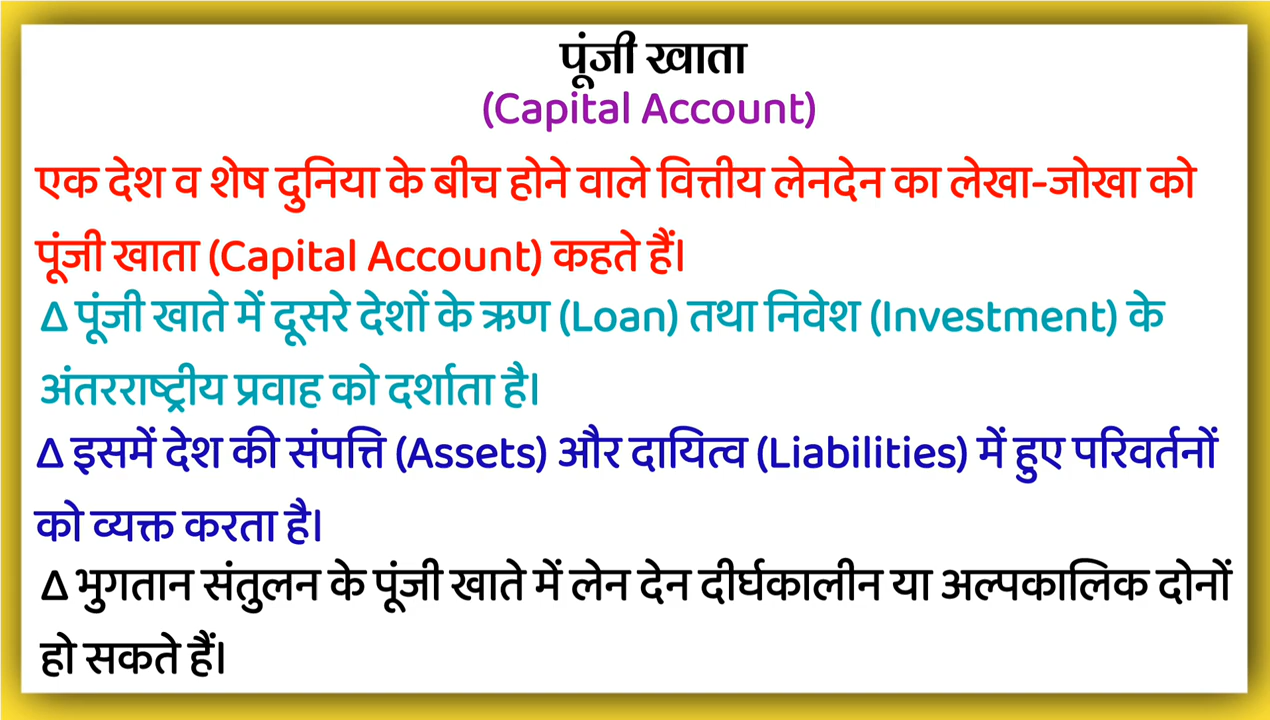 पूंजी खाता
(Capital Account)
एक देश व शेष दुनिया के बीच होने वाले वित्तीय लेनदेन का लेखा-जोखा को
पूंजी खाता (Capital Account) कहते हैं।
Δ पूंजी खाते में दूसरे देशों के ऋण (Loan) तथा निवेश (Investment) के
अंतरराष्ट्रीय प्रवाह को दर्शाता है।
Δ इसमें देश की संपत्ति (Assets) और दायित्व (Liabilities) में हुए परिवर्तनों
को व्यक्त करता है।
Δ भुगतान संतुलन के पूंजी खाते में लेन देन दीर्घकालीन या अल्पकालिक दोनों
हो सकते हैं।